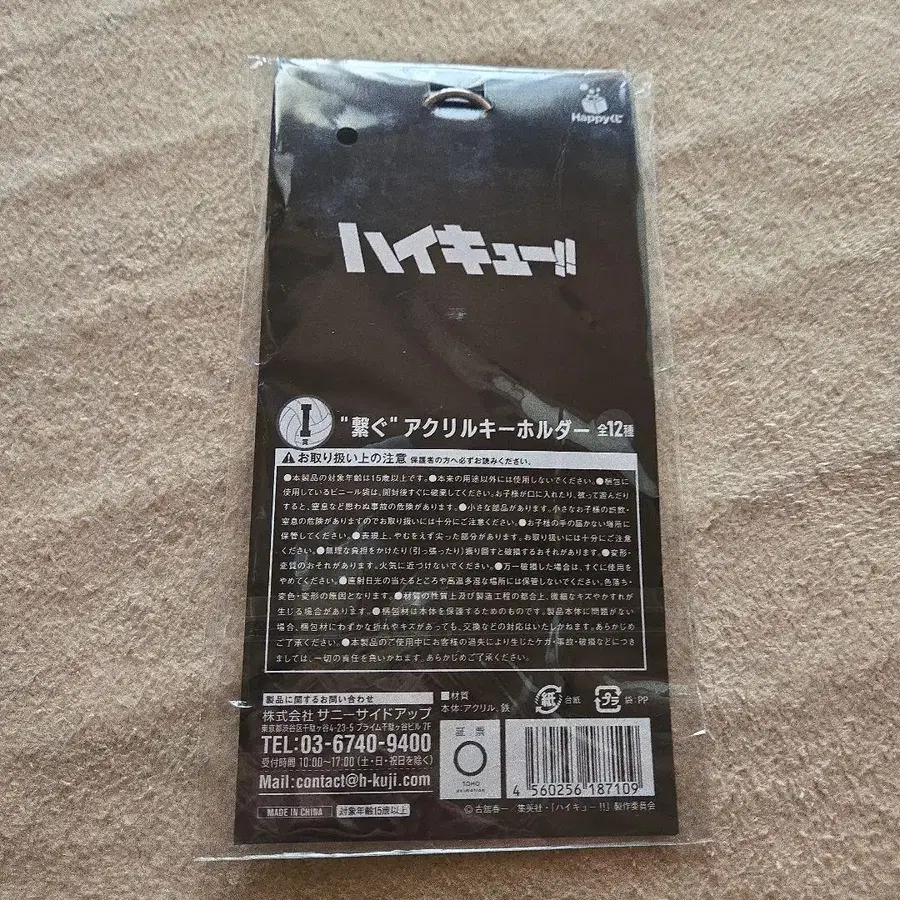 Happyくじ
ハイキュー!!
I賞 "繋ぐ" アクリルキーホルダー 全12種
お取り扱い上の注意 保護者の方へ必ずお読みください。
●本製品の対象年齢は15歳以上です。●本来の用途以外には使用しないでください。●梱包に
使用しているビニール袋は、開封後すぐに破棄してください。お子様が口に入れたり、被って遊んだり
すると、窒息など思わぬ事故の危険があります。●小さな部品があります。小さなお子様の誤飲・
窒息の危険がありますのでお取り扱いには十分にご注意ください。●お子様の手の届かない場所に
保管してください。●表現上、やむをえず尖った部分があります。お取り扱いには十分にご注意
ください。●無理な負担をかけたり(引っ張ったり)振り回すと破損するおそれがあります。●変形・
変質のおそれがあります。火気に近づけないでください。●万一破損した場合は、すぐに使用を
やめてください。●直射日光の当たるところや高温多湿な場所には保管しないでください。色落ち・
変色・変形の原因となります。●材質の性質上及び製造工程の都合上、微細なキズやかすれが
生じる場合があります。●梱包材は本体を保護するためのものです。製品本体に問題がない
場合、梱包材にわずかな折れやキズがあっても、交換などの対応はいたしかねます。あらかじめ
ご了承ください。●本製品のご使用中にお客様の過失により生じたケガ・事故・破損などにつき
ましては、一切の責任を負いかねます。あらかじめご了承ください。
製品に関するお問い合わせ
株式会社 サニーサイドアップ
東京都渋谷区千駄ヶ谷4-23-5 プライム千駄ヶ谷ビル 7F
TEL:03-6740-9400
受付時間 10:00〜17:00 (土・日・祝日を除く)
Mail:contact@h-kuji.com
MADE IN CHINA 対象年齢15歳以上
■材質
本体:アクリル、鉄
紙 台紙
プラ 袋:PP
証票
TOHO
animation
4 560256 187109
©古舘春一/集英社・「ハイキュー!!」製作委員会